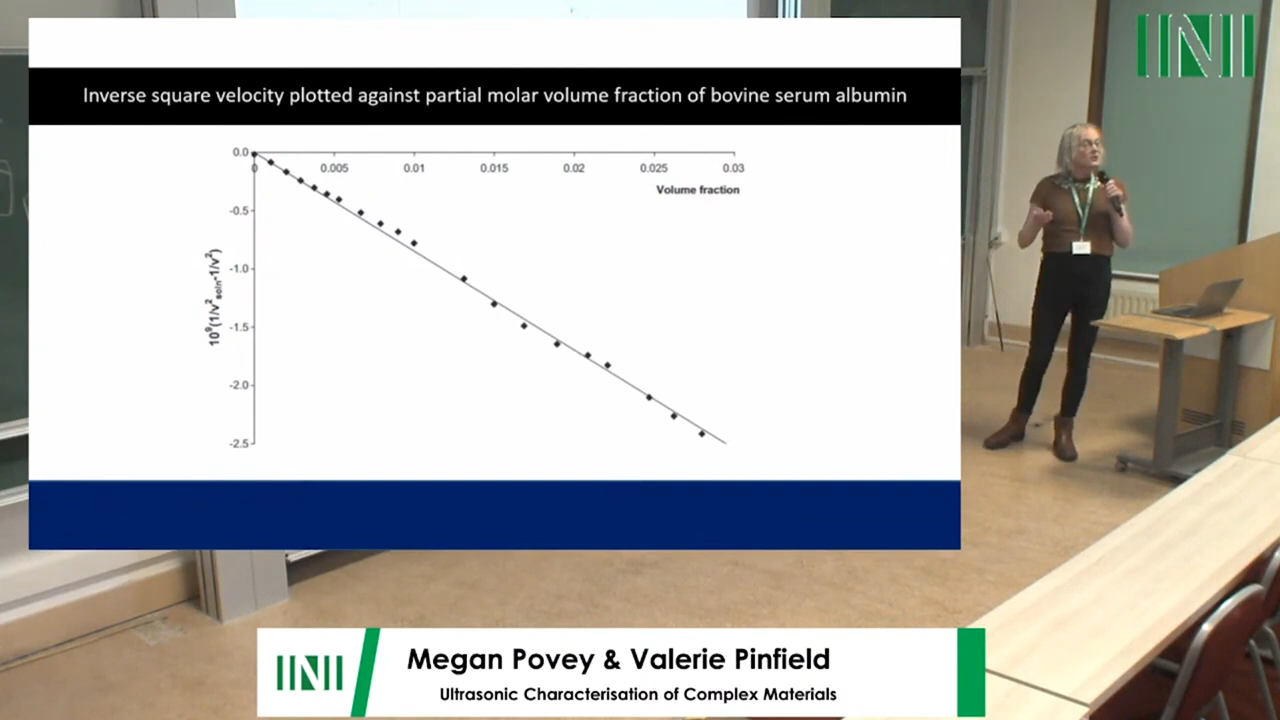 INI
Inverse square velocity plotted against partial molar volume fraction of bovine serum albumin
0.0
0 0.005 0.01 0.015 0.02 0.025 0.03
Volume fraction
-0.5
-1.0
-1.5
-2.0
-2.5
10⁹(1/v²soln-1/v²)
INI
Megan Povey & Valerie Pinfield
Ultrasonic Characterisation of Complex Materials